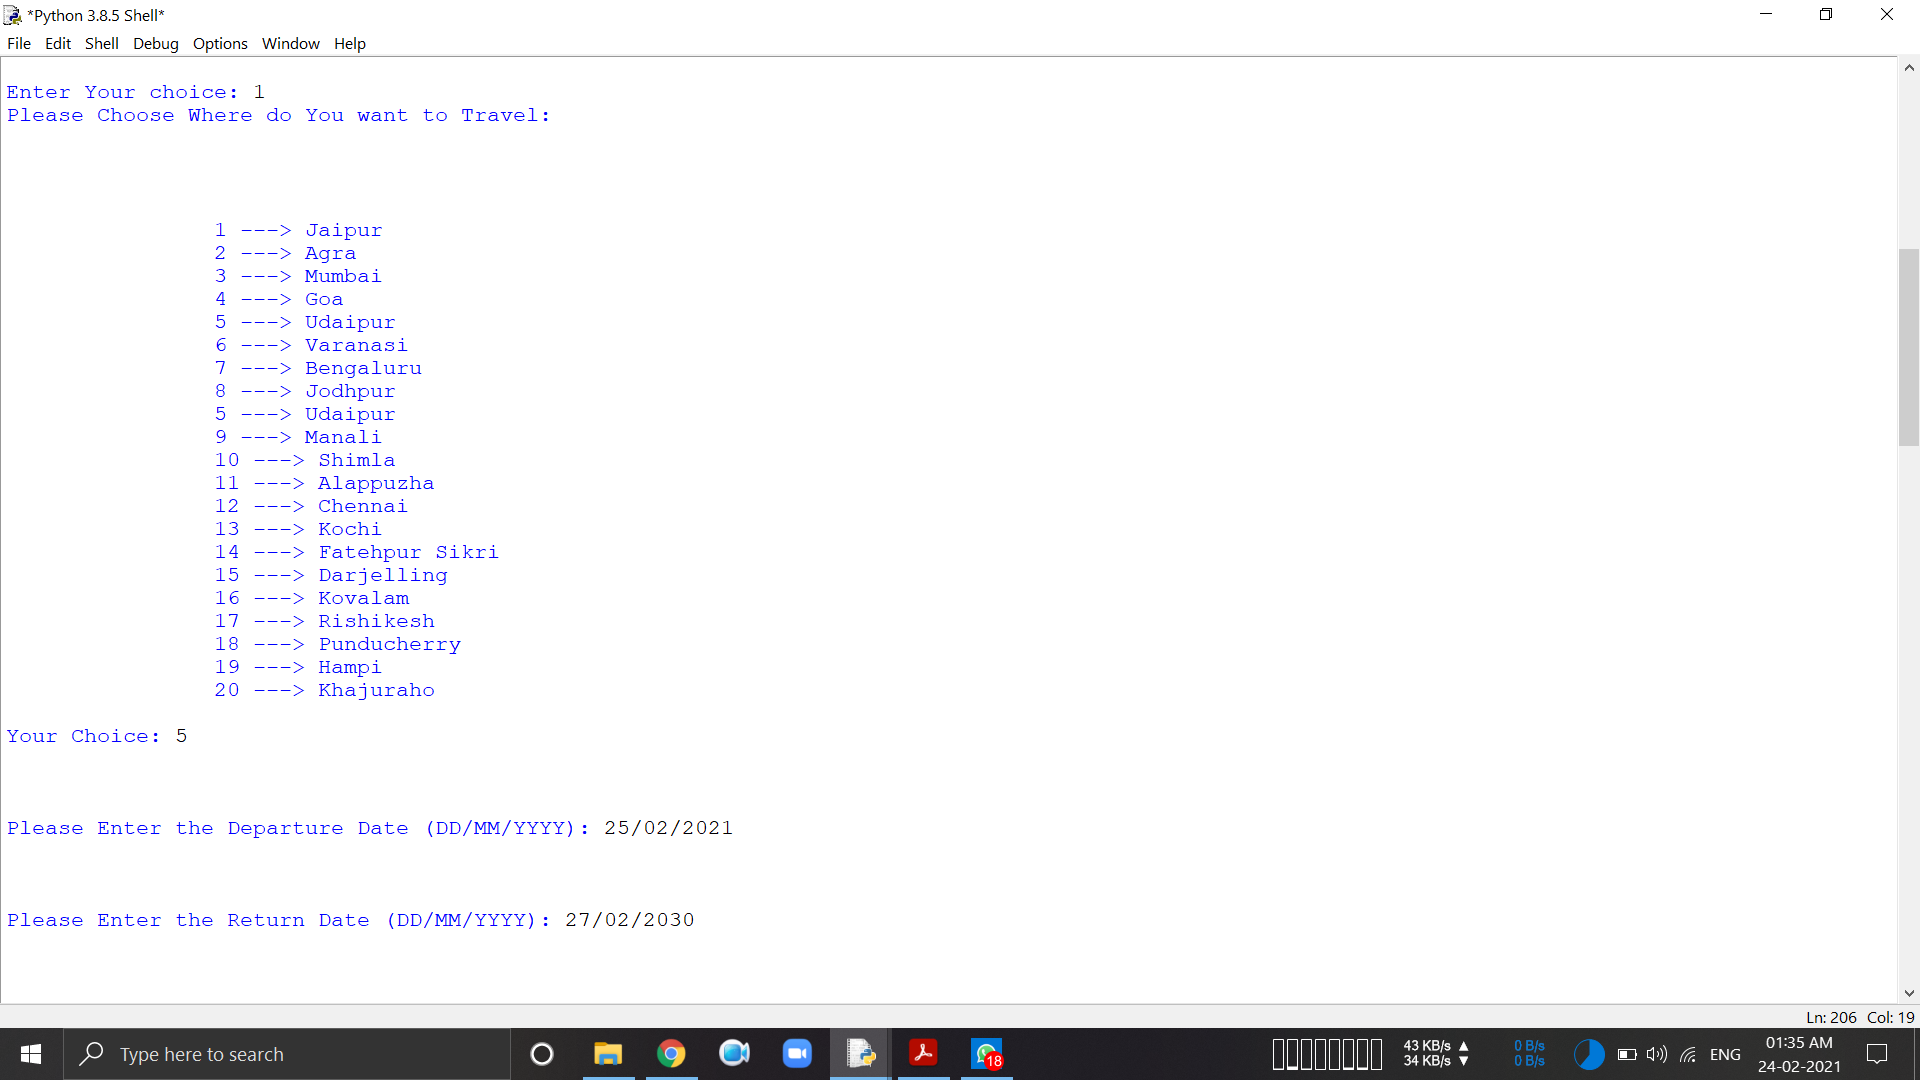 *Python 3.8.5 Shell*
File Edit Shell Debug Options Window Help
Enter Your choice: 1
Please Choose Where do You want to Travel:
1 ---> Jaipur
2 ---> Agra
3 ---> Mumbai
4 ---> Goa
5 ---> Udaipur
6 ---> Varanasi
7 ---> Bengaluru
8 ---> Jodhpur
5 ---> Udaipur
9 ---> Manali
10 ---> Shimla
11 ---> Alappuzha
12 ---> Chennai
13 ---> Kochi
14 ---> Fatehpur Sikri
15 ---> Darjelling
16 ---> Kovalam
17 ---> Rishikesh
18 ---> Punducherry
19 ---> Hampi
20 ---> Khajuraho
Your Choice: 5
Please Enter the Departure Date (DD/MM/YYYY): 25/02/2021
Please Enter the Return Date (DD/MM/YYYY): 27/02/2030
Ln: 206 Col: 19
Type here to search
18
43 KB/s
34 KB/s
0 B/s
0 B/s
ENG
01:35 AM
24-02-2021